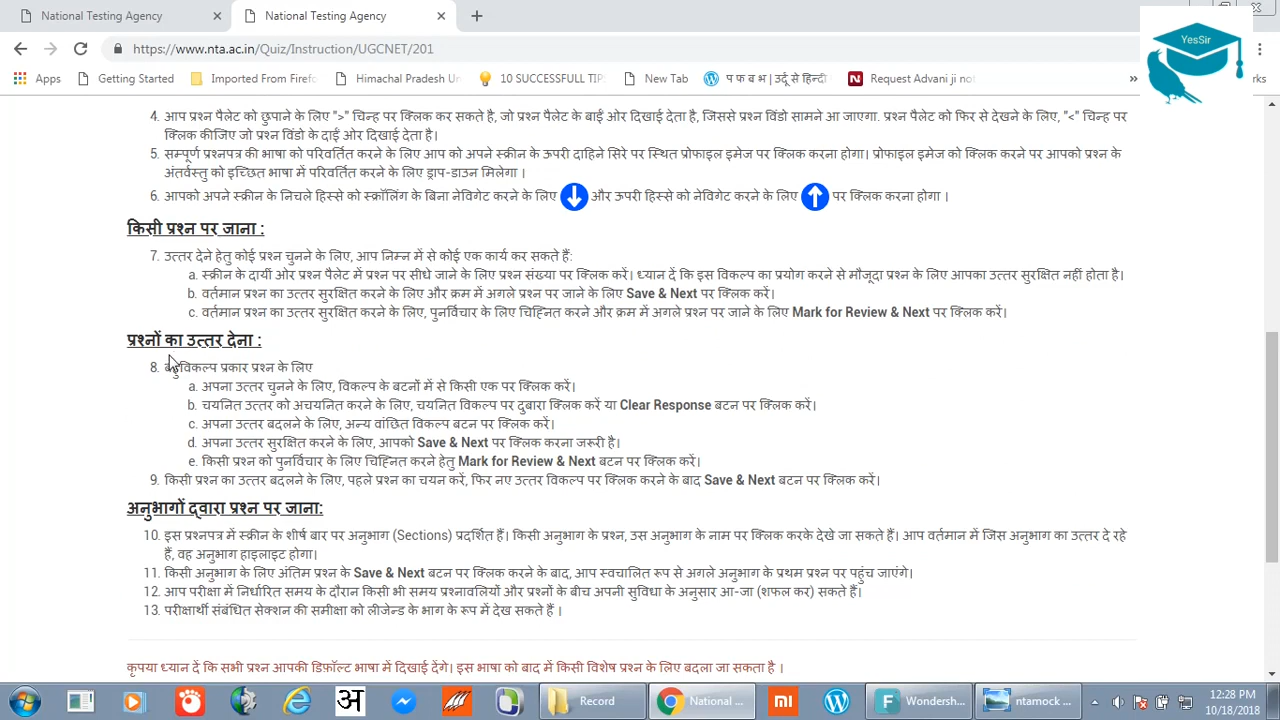 National Testing Agency
National Testing Agency
https://www.nta.ac.in/Quiz/Instruction/UGCNET/201
YesSir
Apps
Getting Started
Imported From Firef
Himachal Pradesh Un
10 SUCCESSFULL TIP
New Tab
प फ ब भ | उर्दू से हिन्दी
Request Advani ji not
»
4. आप प्रश्न पैलेट को छुपाने के लिए ">" चिन्ह पर क्लिक कर सकते है, जो प्रश्न पैलेट के बाईं ओर दिखाई देता है, जिससे प्रश्न विंडो सामने आ जाएगा. प्रश्न पैलेट को फिर से देखने के लिए, "<" चिन्ह पर
क्लिक कीजिए जो प्रश्न विंडो के दाईं ओर दिखाई देता है।
5. सम्पूर्ण प्रश्नपत्र की भाषा को परिवर्तित करने के लिए आप को अपने स्क्रीन के ऊपरी दाहिने सिरे पर स्थित प्रोफाइल इमेज पर क्लिक करना होगा। प्रोफाइल इमेज को क्लिक करने पर आपको प्रश्न के
अंतर्वस्तु को इच्छित भाषा में परिवर्तित करने के लिए ड्राप-डाउन मिलेगा ।
6. आपको अपने स्क्रीन के निचले हिस्से को स्क्रॉलिंग के बिना नेविगेट करने के लिए और ऊपरी हिस्से को नेविगेट करने के लिए पर क्लिक करना होगा ।
किसी प्रश्न पर जाना :
7. उत्तर देने हेतु कोई प्रश्न चुनने के लिए, आप निम्न में से कोई एक कार्य कर सकते हैं:
a. स्क्रीन के दायीं ओर प्रश्न पैलेट में प्रश्न पर सीधे जाने के लिए प्रश्न संख्या पर क्लिक करें। ध्यान दें कि इस विकल्प का प्रयोग करने से मौजूदा प्रश्न के लिए आपका उत्तर सुरक्षित नहीं होता है।
b. वर्तमान प्रश्न का उत्तर सुरक्षित करने के लिए और क्रम में अगले प्रश्न पर जाने के लिए Save & Next पर क्लिक करें।
c. वर्तमान प्रश्न का उत्तर सुरक्षित करने के लिए, पुनर्विचार के लिए चिह्नित करने और क्रम में अगले प्रश्न पर जाने के लिए Mark for Review & Next पर क्लिक करें।
प्रश्नों का उत्तर देना :
8. विकल्प प्रकार प्रश्न के लिए
a. अपना उत्तर चुनने के लिए, विकल्प के बटनों में से किसी एक पर क्लिक करें।
b. चयनित उत्तर को अचयनित करने के लिए, चयनित विकल्प पर दुबारा क्लिक करें या Clear Response बटन पर क्लिक करें।
c. अपना उत्तर बदलने के लिए, अन्य वांछित विकल्प बटन पर क्लिक करें।
d. अपना उत्तर सुरक्षित करने के लिए, आपको Save & Next पर क्लिक करना जरूरी है।
e. किसी प्रश्न को पुनर्विचार के लिए चिह्नित करने हेतु Mark for Review & Next बटन पर क्लिक करें।
9. किसी प्रश्न का उत्तर बदलने के लिए, पहले प्रश्न का चयन करें, फिर नए उत्तर विकल्प पर क्लिक करने के बाद Save & Next बटन पर क्लिक करें।
अनुभागों द्वारा प्रश्न पर जाना:
10. इस प्रश्नपत्र में स्क्रीन के शीर्ष बार पर अनुभाग (Sections) प्रदर्शित हैं। किसी अनुभाग के प्रश्न, उस अनुभाग के नाम पर क्लिक करके देखे जा सकते हैं। आप वर्तमान में जिस अनुभाग का उत्तर दे रहे
हैं, वह अनुभाग हाइलाइट होगा।
11. किसी अनुभाग के लिए अंतिम प्रश्न के Save & Next बटन पर क्लिक करने के बाद, आप स्वचालित रूप से अगले अनुभाग के प्रथम प्रश्न पर पहुंच जाएंगे।
12. आप परीक्षा में निर्धारित समय के दौरान किसी भी समय प्रश्नावलियों और प्रश्नों के बीच अपनी सुविधा के अनुसार आ-जा (शफल कर) सकते हैं।
13. परीक्षार्थी संबंधित सेक्शन की समीक्षा को लीजेन्ड के भाग के रूप में देख सकते हैं ।
कृपया ध्यान दें कि सभी प्रश्न आपकी डिफ़ॉल्ट भाषा में दिखाई देंगे। इस भाषा को बाद में किसी विशेष प्रश्न के लिए बदला जा सकता है ।
अ
Record
National ...
Wondersh...
ntamock ...
12:28 PM
10/18/2018